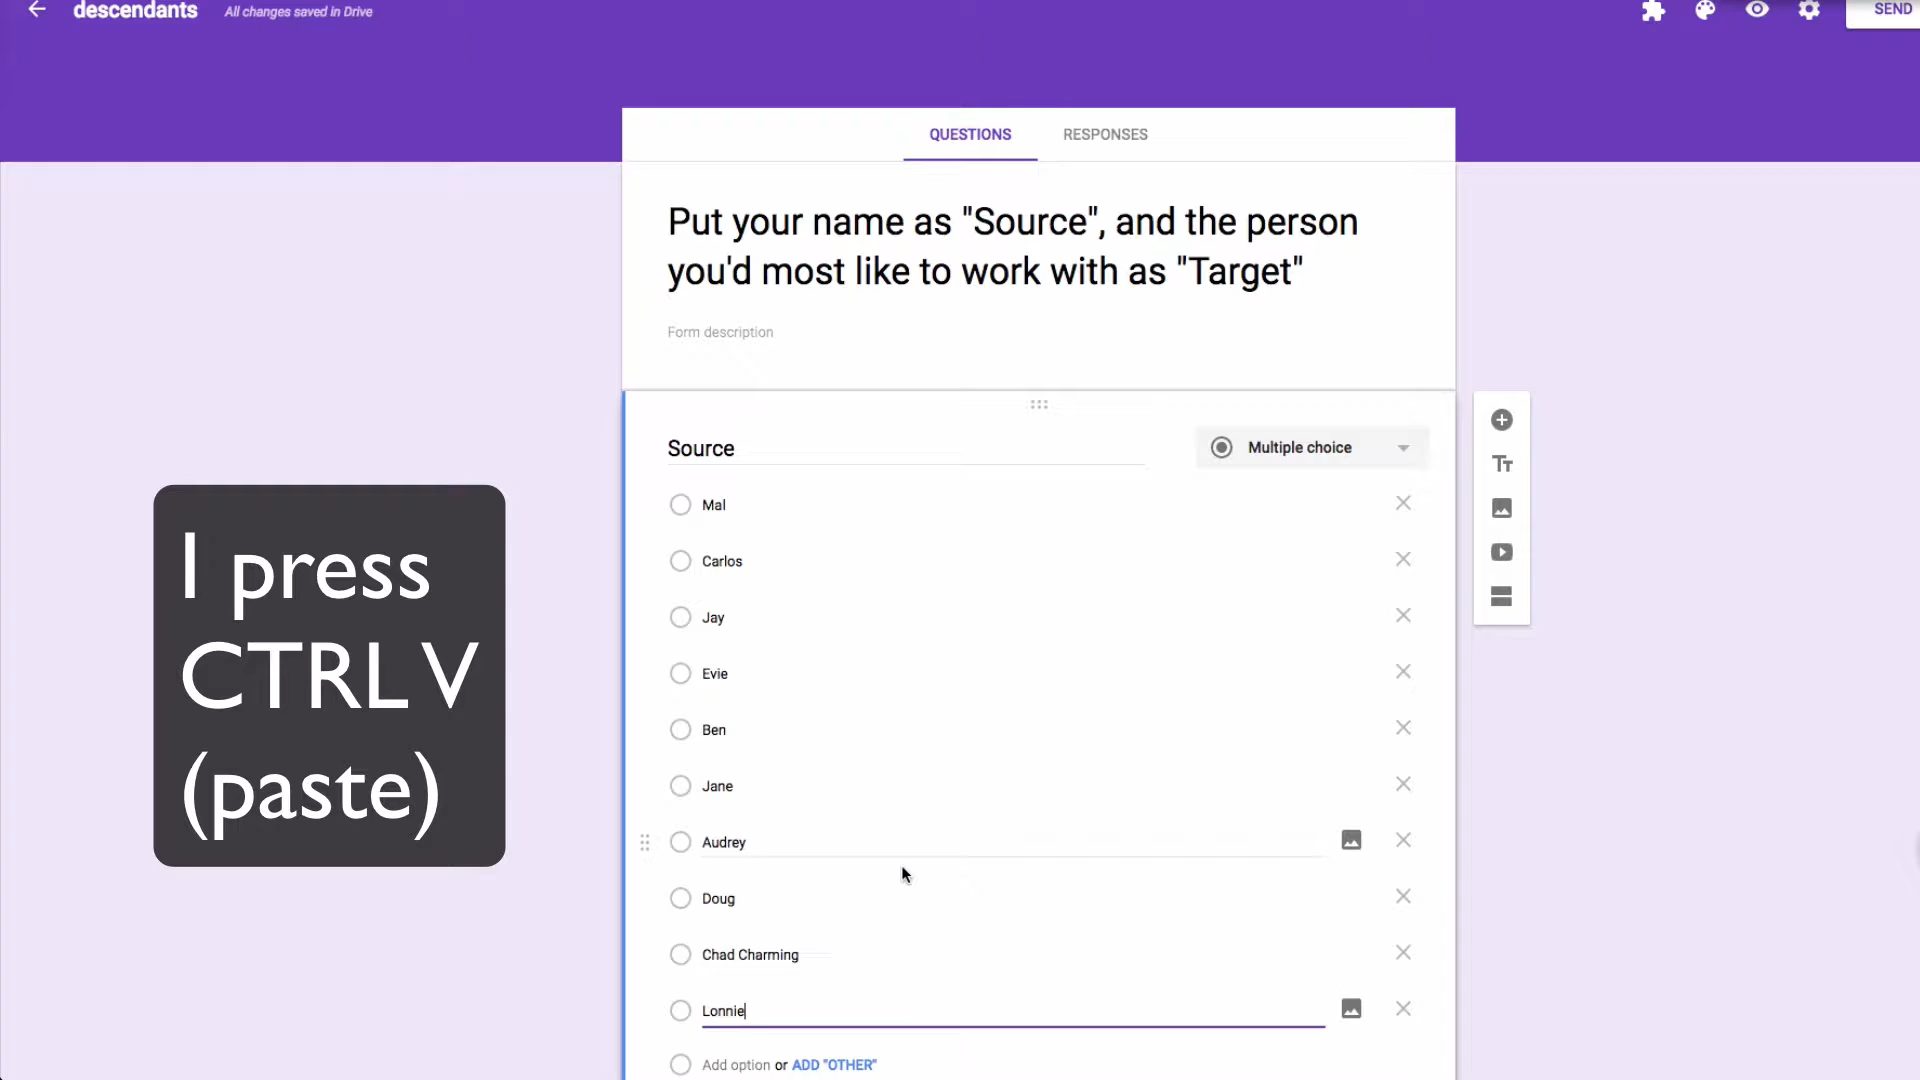 descendants
All changes saved in Drive
SEND
QUESTIONS
RESPONSES
Put your name as "Source", and the person
you'd most like to work with as "Target"
Form description
Source
Multiple choice
Tт
Mal
Carlos
Jay
Evie
Ben
Jane
Audrey
Doug
Chad Charming
Lonnie
Add option or ADD "OTHER"
I press
CTRL V
(paste)